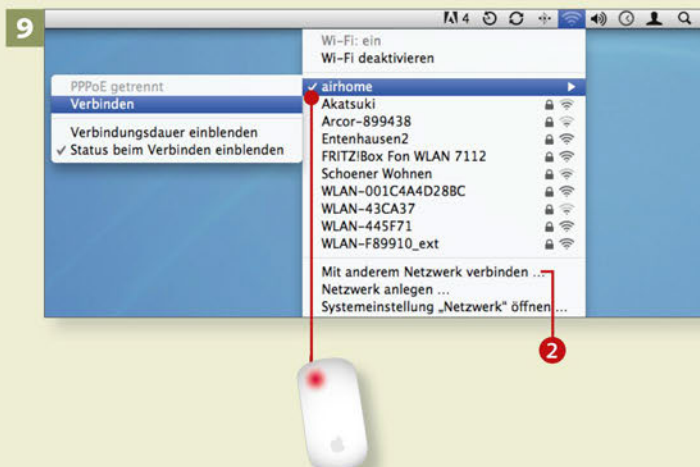 9
4
Wi-Fi: ein
Wi-Fi deaktivieren
✓ airhome
Akatsuki
Arcor-899438
Entenhausen2
FRITZ!Box Fon WLAN 7112
Schoener Wohnen
WLAN-001C4A4D28BC
WLAN-43CA37
WLAN-445F71
WLAN-F89910_ext
Mit anderem Netzwerk verbinden ...
Netzwerk anlegen ...
Systemeinstellung „Netzwerk“ öffnen ...
PPPoE getrennt
Verbinden
Verbindungsdauer einblenden
✓ Status beim Verbinden einblenden
2